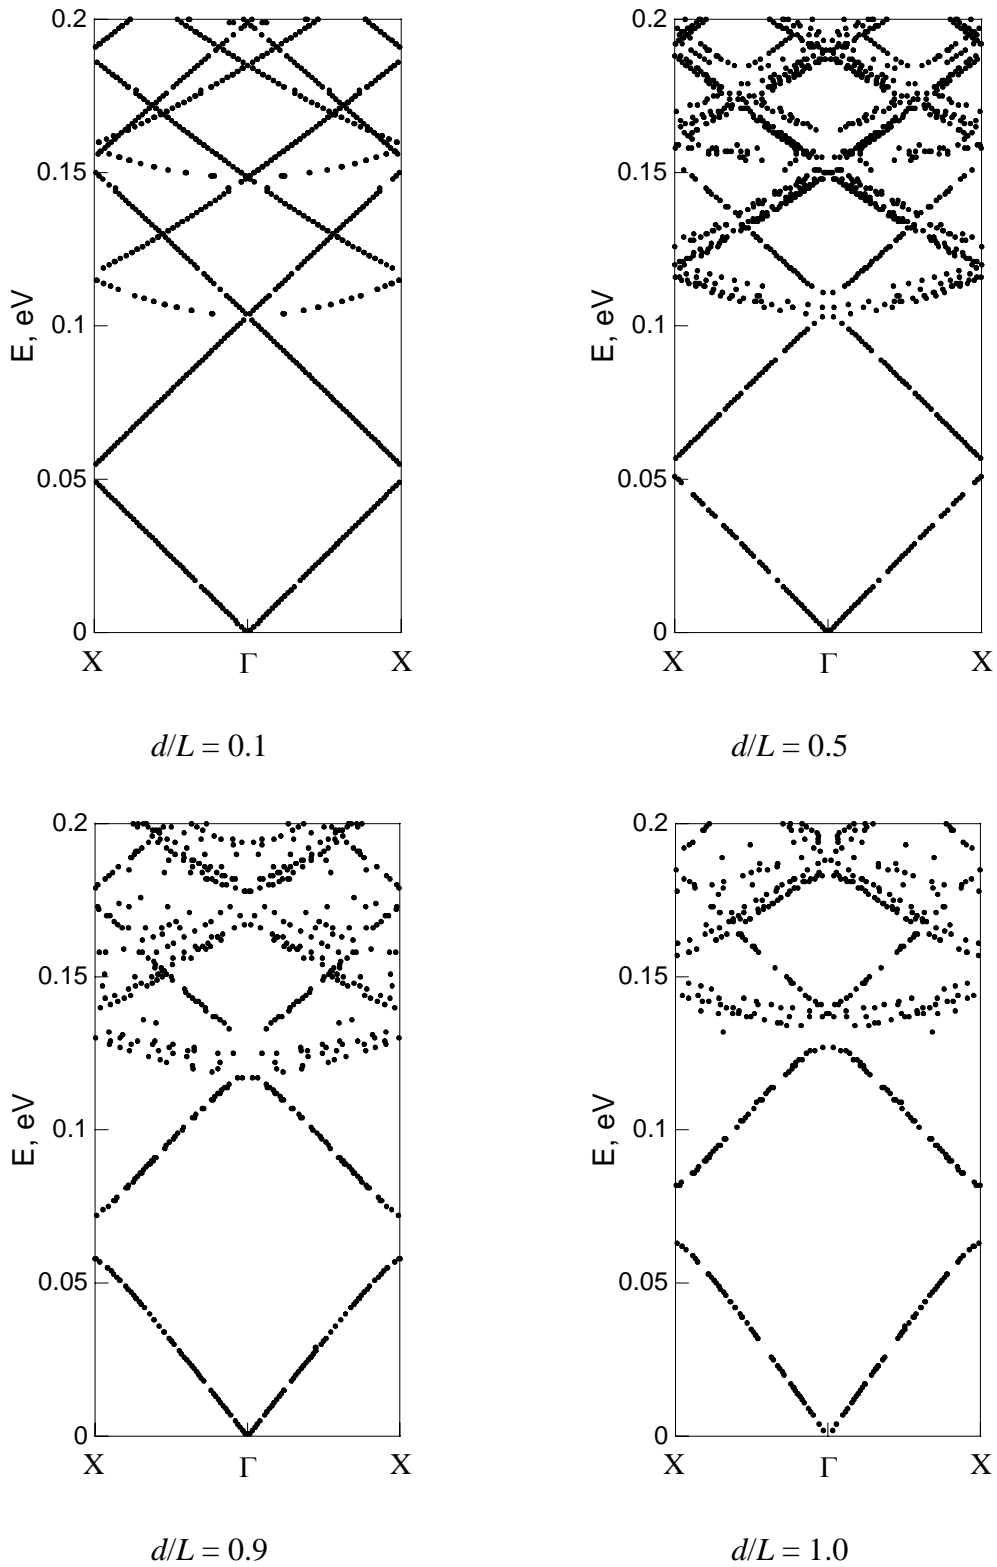 0.2
0.15
0.1
0.05
0
E, eV
X Γ X
d/L = 0.1
0.2
0.15
0.1
0.05
0
E, eV
X Γ X
d/L = 0.5
0.2
0.15
0.1
0.05
0
E, eV
X Γ X
d/L = 0.9
0.2
0.15
0.1
0.05
0
E, eV
X Γ X
d/L = 1.0